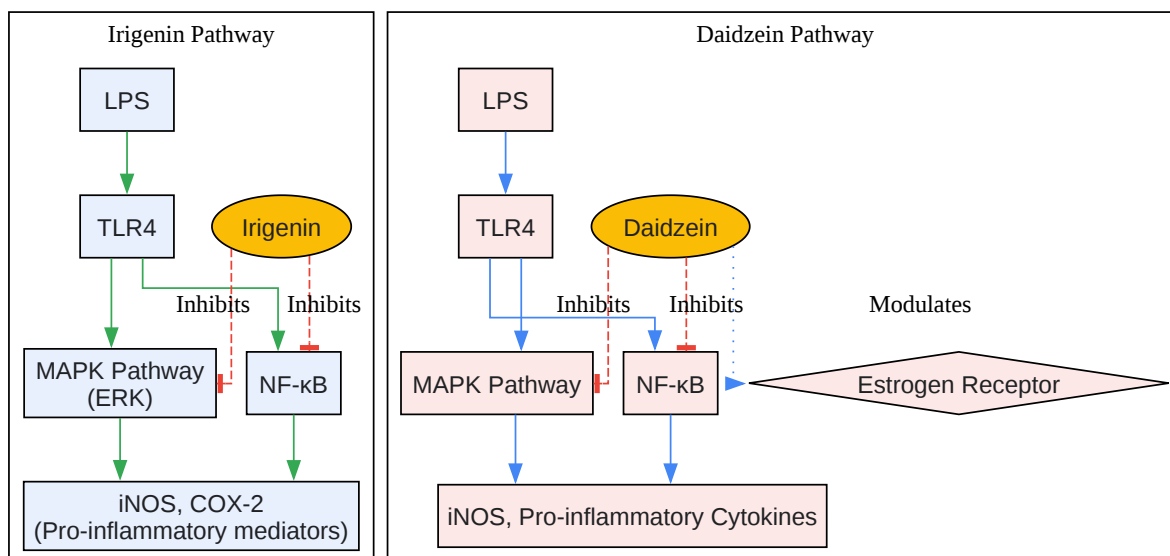 Irigenin Pathway
LPS
TLR4
Irigenin
Inhibits
Inhibits
MAPK Pathway
(ERK)
NF-κB
iNOS, COX-2
(Pro-inflammatory mediators)
Daidzein Pathway
LPS
TLR4
Daidzein
Inhibits
Inhibits
Modulates
MAPK Pathway
NF-κB
Estrogen Receptor
iNOS, Pro-inflammatory Cytokines